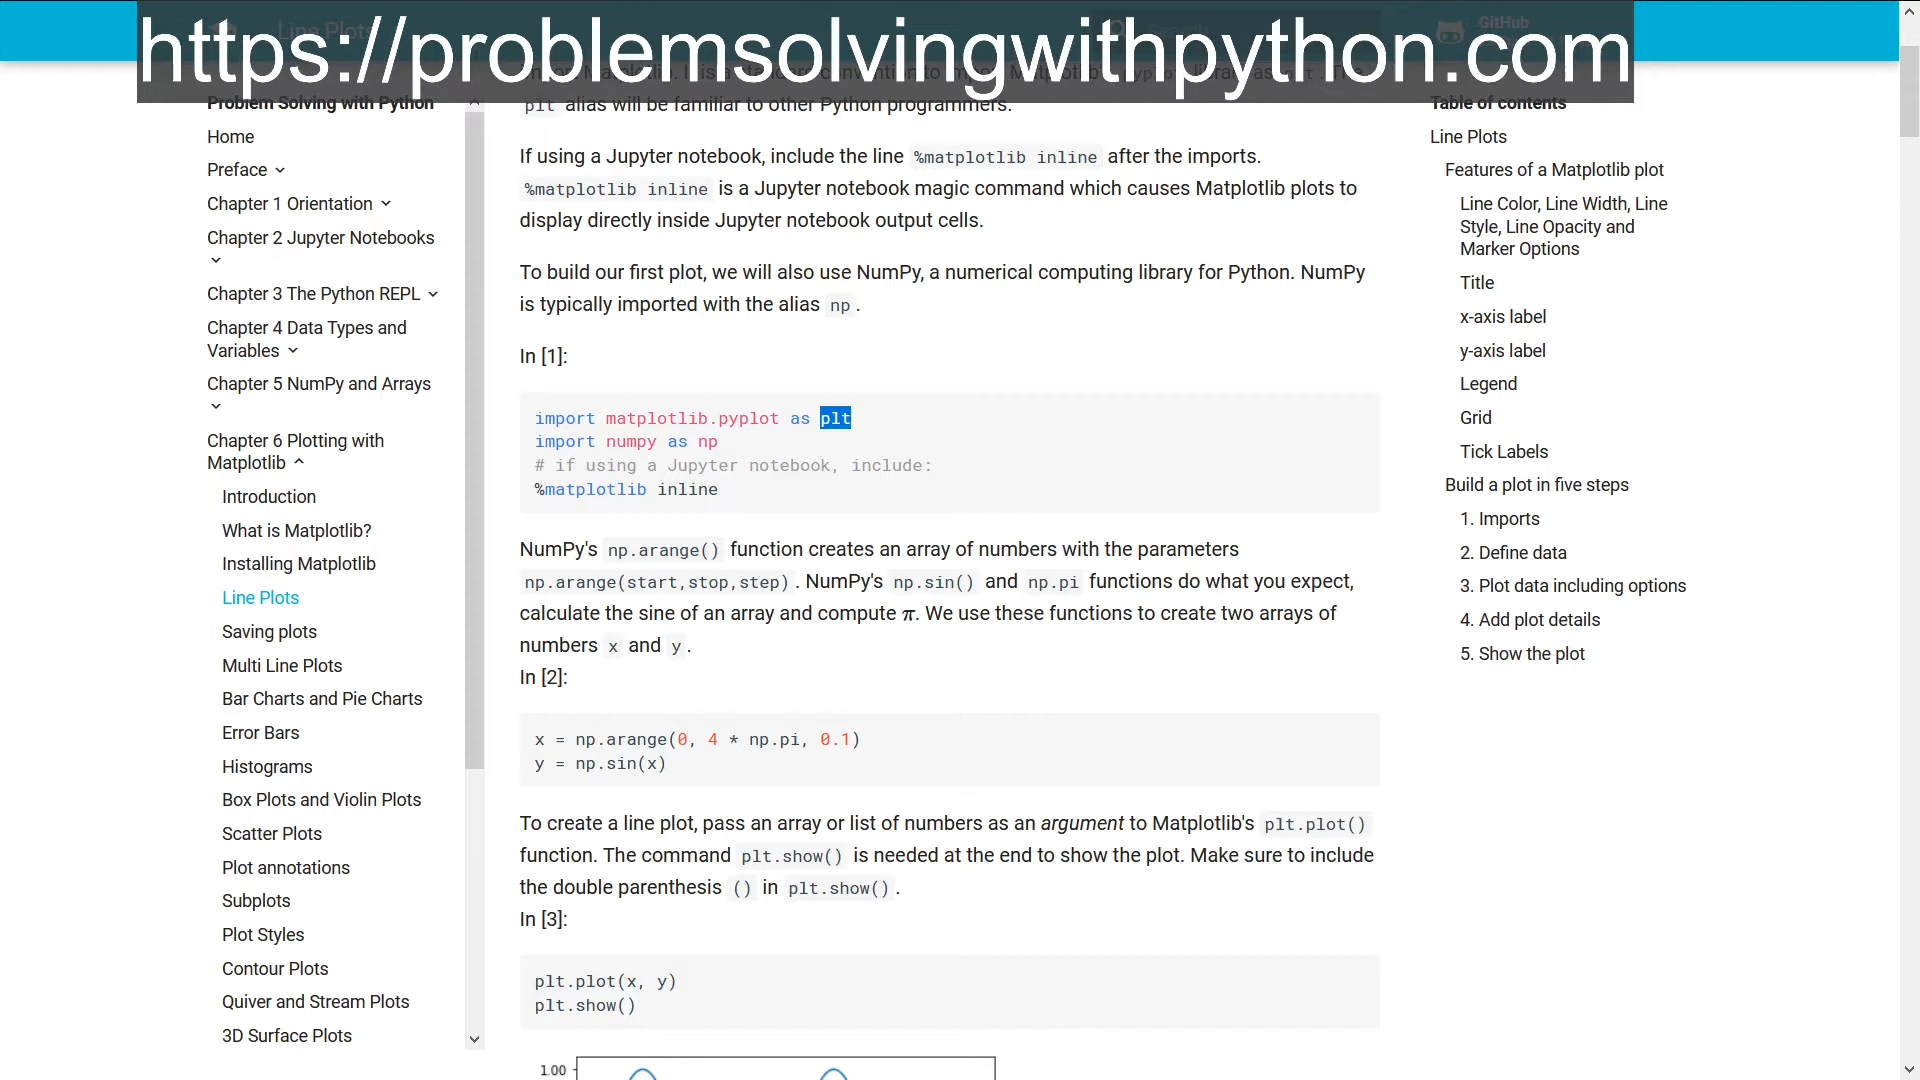 https://problemsolvingwithpython.com
Line Plots
GitHub
Problem Solving with Python
Home
Preface
Chapter 1 Orientation
Chapter 2 Jupyter Notebooks
Chapter 3 The Python REPL
Chapter 4 Data Types and
Variables
Chapter 5 NumPy and Arrays
Chapter 6 Plotting with
Matplotlib
Introduction
What is Matplotlib?
Installing Matplotlib
Line Plots
Saving plots
Multi Line Plots
Bar Charts and Pie Charts
Error Bars
Histograms
Box Plots and Violin Plots
Scatter Plots
Plot annotations
Subplots
Plot Styles
Contour Plots
Quiver and Stream Plots
3D Surface Plots
plt alias will be familiar to other Python programmers.
If using a Jupyter notebook, include the line %matplotlib inline after the imports.
%matplotlib inline is a Jupyter notebook magic command which causes Matplotlib plots to
display directly inside Jupyter notebook output cells.
To build our first plot, we will also use NumPy, a numerical computing library for Python. NumPy
is typically imported with the alias np .
In [1]:
import matplotlib.pyplot as plt
import numpy as np
# if using a Jupyter notebook, include:
%matplotlib inline
NumPy's np.arange() function creates an array of numbers with the parameters
np.arange(start,stop,step) . NumPy's np.sin() and np.pi functions do what you expect,
calculate the sine of an array and compute π. We use these functions to create two arrays of
numbers x and y .
In [2]:
x = np.arange(0, 4 * np.pi, 0.1)
y = np.sin(x)
To create a line plot, pass an array or list of numbers as an argument to Matplotlib's plt.plot()
function. The command plt.show() is needed at the end to show the plot. Make sure to include
the double parenthesis () in plt.show() .
In [3]:
plt.plot(x, y)
plt.show()
1.00
Table of contents
Line Plots
Features of a Matplotlib plot
Line Color, Line Width, Line
Style, Line Opacity and
Marker Options
Title
x-axis label
y-axis label
Legend
Grid
Tick Labels
Build a plot in five steps
1. Imports
2. Define data
3. Plot data including options
4. Add plot details
5. Show the plot